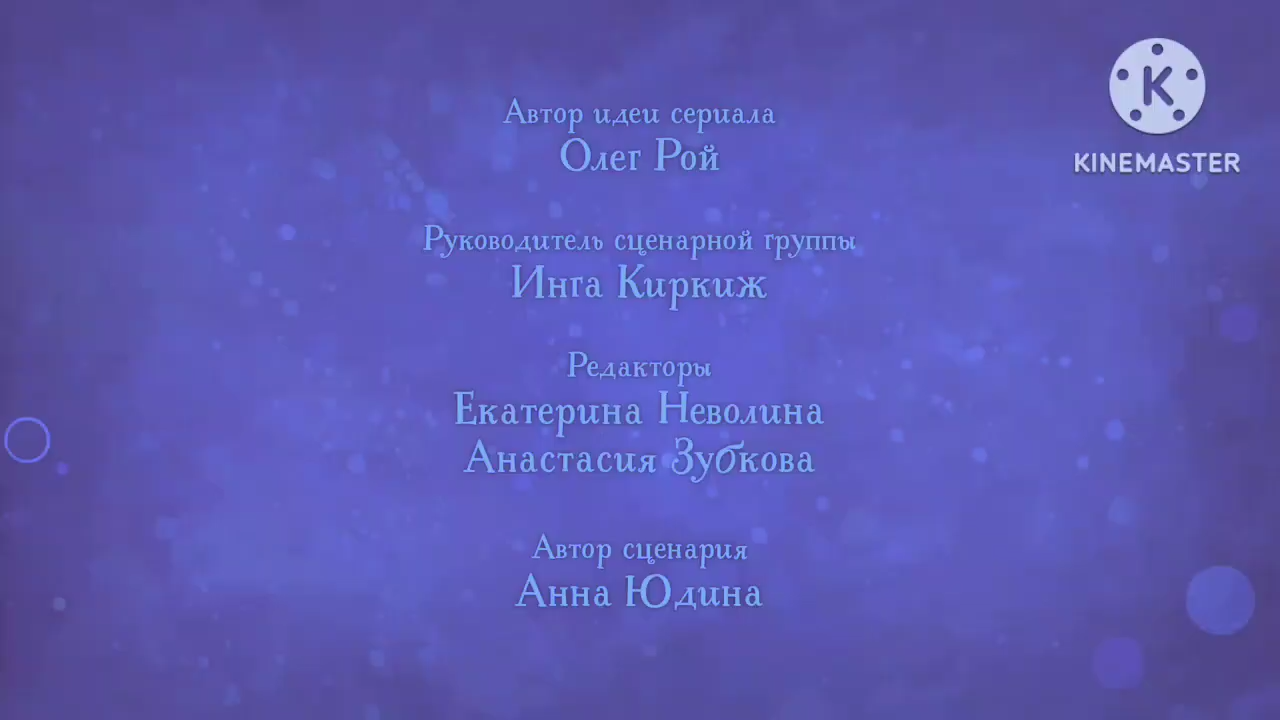 Автор идеи сериала
Олег Рой
Руководитель сценарной группы
Инга Киркиж
Редакторы
Екатерина Неволина
Анастасия Зубкова
Автор сценария
Анна Юдина
K
KINEMASTER